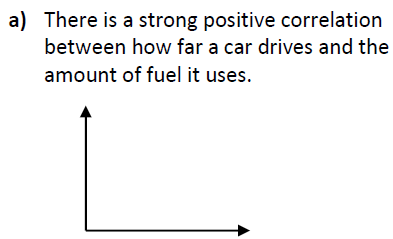 a) There is a strong positive correlation
between how far a car drives and the
amount of fuel it uses.